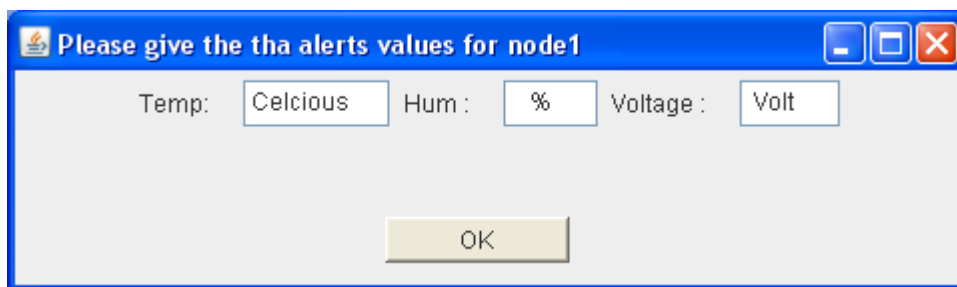 Please give the tha alerts values for node1
Temp: Celcious Hum : % Voltage : Volt
OK